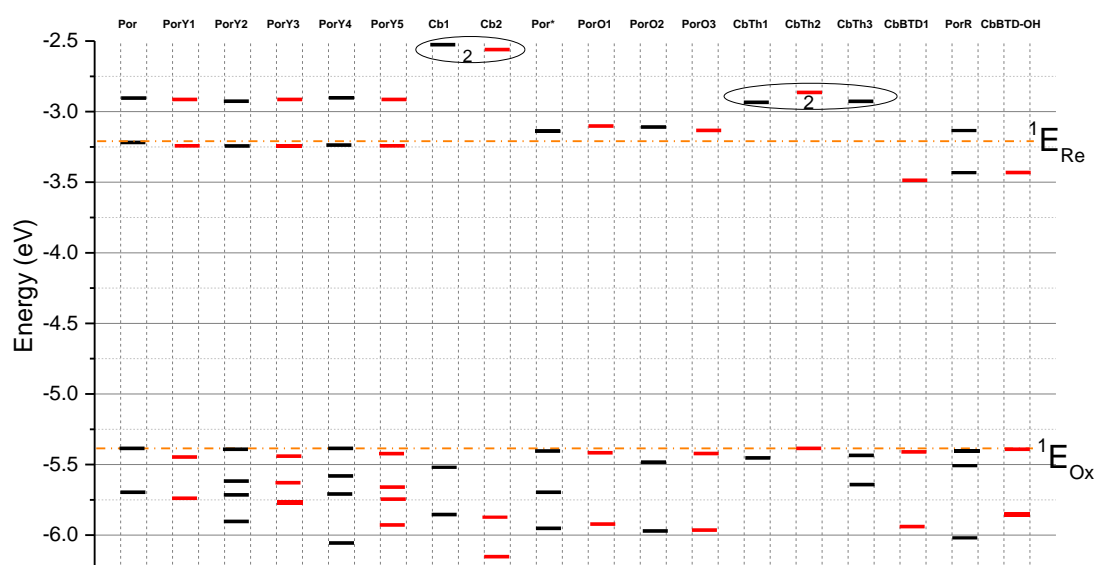 Por PorY1 PorY2 PorY3 PorY4 PorY5 Cb1 Cb2 Por* PorO1 PorO2 PorO3 CbTh1 CbTh2 CbTh3 CbBTD1 PorR CbBTD-OH
-2.5
2
2
-3.0
1E_Re
-3.5
-4.0
Energy (eV)
-4.5
-5.0
-5.5
1E_Ox
-6.0